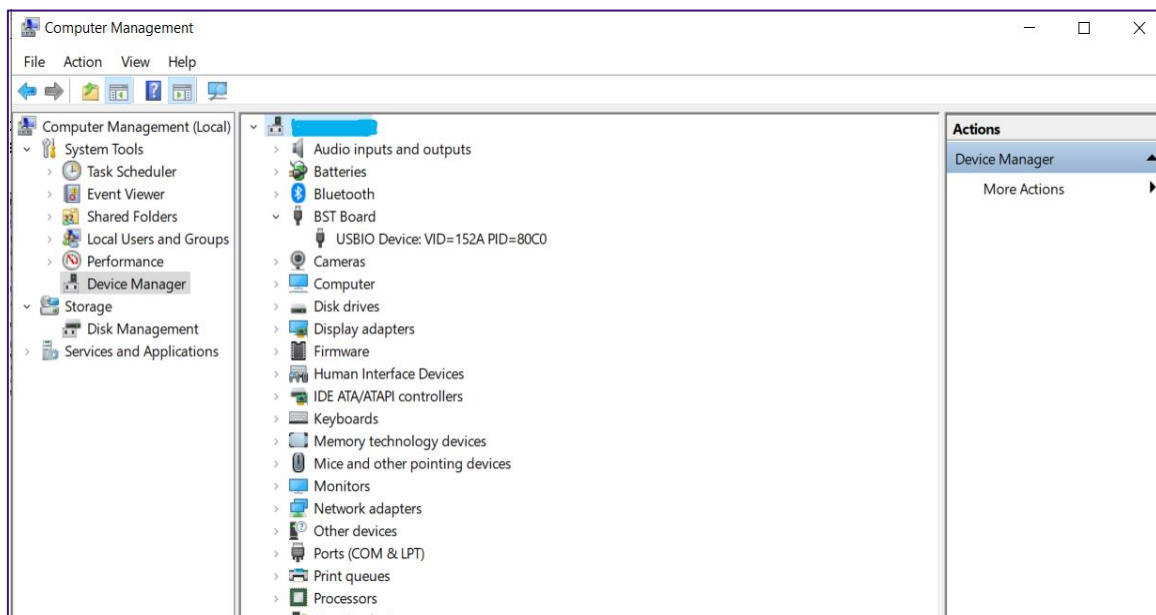 Computer Management
File Action View Help
Computer Management (Local)
System Tools
Task Scheduler
Event Viewer
Shared Folders
Local Users and Groups
Performance
Device Manager
Storage
Disk Management
Services and Applications
Audio inputs and outputs
Batteries
Bluetooth
BST Board
USBIO Device: VID=152A PID=80C0
Cameras
Computer
Disk drives
Display adapters
Firmware
Human Interface Devices
IDE ATA/ATAPI controllers
Keyboards
Memory technology devices
Mice and other pointing devices
Monitors
Network adapters
Other devices
Ports (COM & LPT)
Print queues
Processors
Actions
Device Manager
More Actions